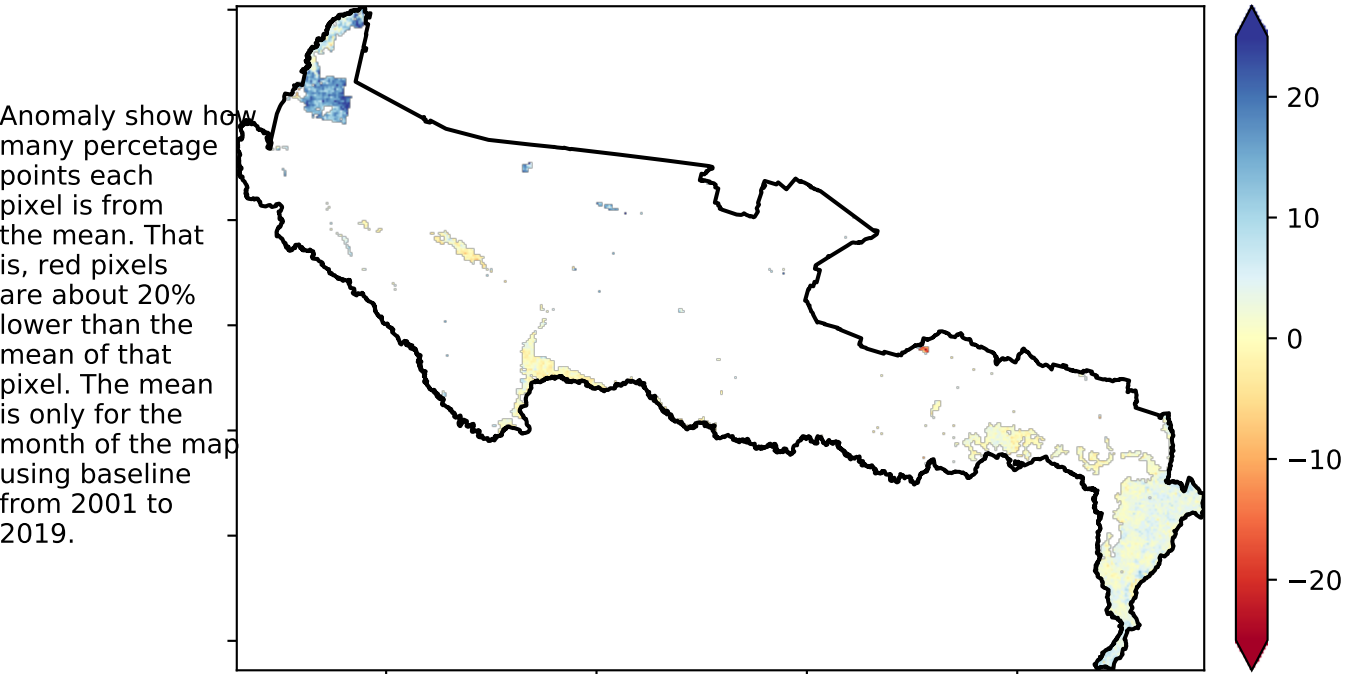 Anomaly show how
many percetage
points each
pixel is from
the mean. That
is, red pixels
are about 20%
lower than the
mean of that
pixel. The mean
is only for the
month of the map
using baseline
from 2001 to
2019.
20
10
0
−10
−20